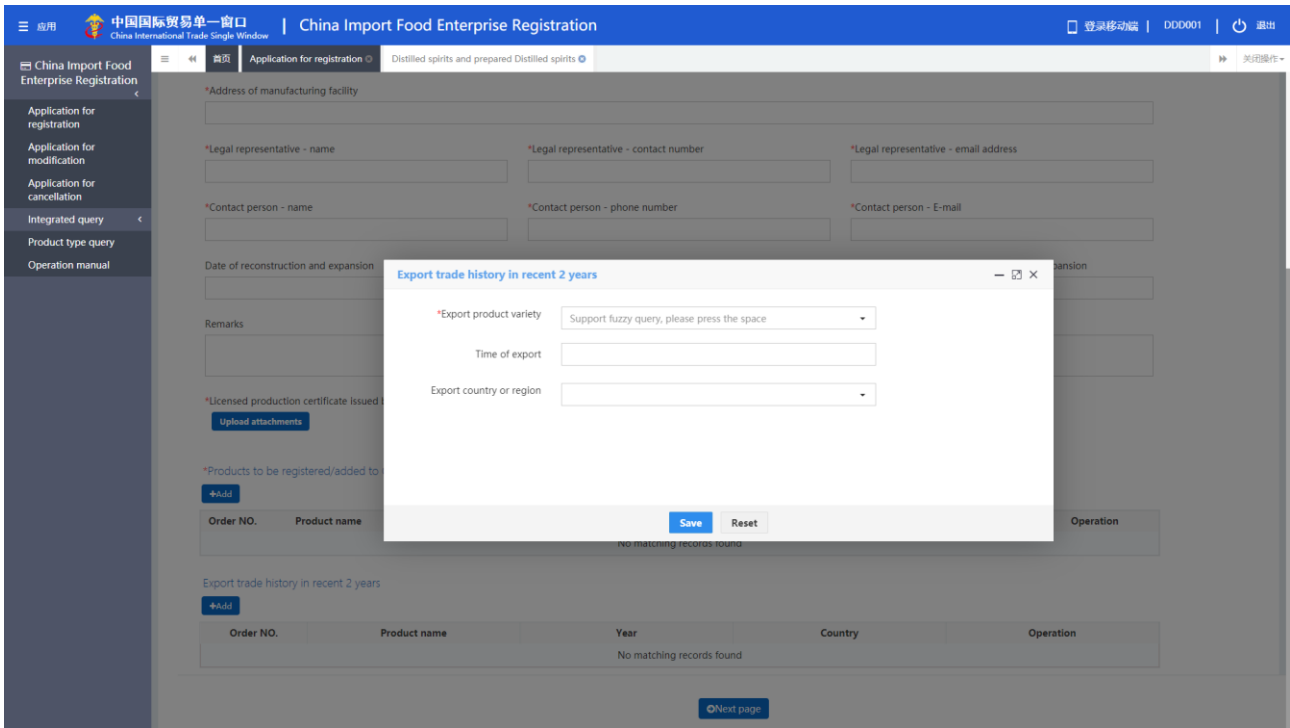 应用
中国国际贸易单一窗口
China International Trade Single Window
| China Import Food Enterprise Registration
登录移动端 | DDD001 | 退出
China Import Food
Enterprise Registration
首页 Application for registration Distilled spirits and prepared Distilled spirits 关闭操作
Application for
registration
Application for
modification
Application for
cancellation
Integrated query
Product type query
Operation manual
*Address of manufacturing facility
*Legal representative - name *Legal representative - contact number *Legal representative - email address
*Contact person - name *Contact person - phone number *Contact person - E-mail
Date of reconstruction and expansion
Remarks
*Licensed production certificate issued
Upload attachments
Export trade history in recent 2 years
*Export product variety Support fuzzy query, please press the space
Time of export
Export country or region
Save Reset
*Products to be registered/added to
+Add
Order NO. Product name Operation
No matching records found
Export trade history in recent 2 years
+Add
Order NO. Product name Year Country Operation
No matching records found
Next page